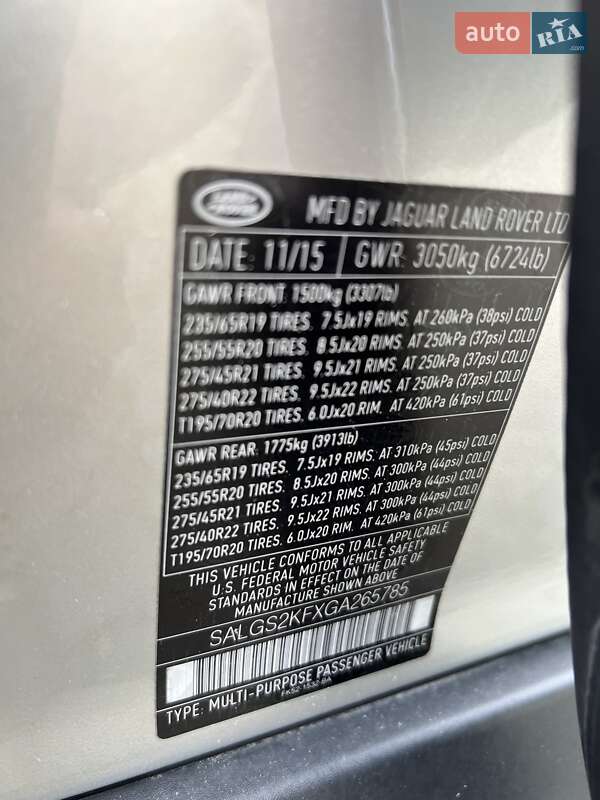 auto RIA
.com
LAND ROVER
MFD BY JAGUAR LAND ROVER LTD
DATE: 11/15 GWR: 3050kg (6724lb)
GAWR FRONT: 1500kg (3307lb)
235/65R19 TIRES. 7.5Jx19 RIMS. AT 260kPa (38psi) COLD
255/55R20 TIRES. 8.5Jx20 RIMS. AT 250kPa (37psi) COLD
275/45R21 TIRES. 9.5Jx21 RIMS. AT 250kPa (37psi) COLD
275/40R22 TIRES. 9.5Jx22 RIMS. AT 250kPa (37psi) COLD
T195/70R20 TIRES. 6.0Jx20 RIM. AT 420kPa (61psi) COLD
GAWR REAR: 1775kg (3913lb)
235/65R19 TIRES. 7.5Jx19 RIMS. AT 310kPa (45psi) COLD
255/55R20 TIRES. 8.5Jx20 RIMS. AT 300kPa (44psi) COLD
275/45R21 TIRES. 9.5Jx21 RIMS. AT 300kPa (44psi) COLD
275/40R22 TIRES. 9.5Jx22 RIMS. AT 300kPa (44psi) COLD
T195/70R20 TIRES. 6.0Jx20 RIM. AT 420kPa (61psi) COLD
THIS VEHICLE CONFORMS TO ALL APPLICABLE
U.S. FEDERAL MOTOR VEHICLE SAFETY
STANDARDS IN EFFECT ON THE DATE OF
MANUFACTURE SHOWN ABOVE
SALGS2KFXGA265785
TYPE: MULTI-PURPOSE PASSENGER VEHICLE
FK52-1532-BA